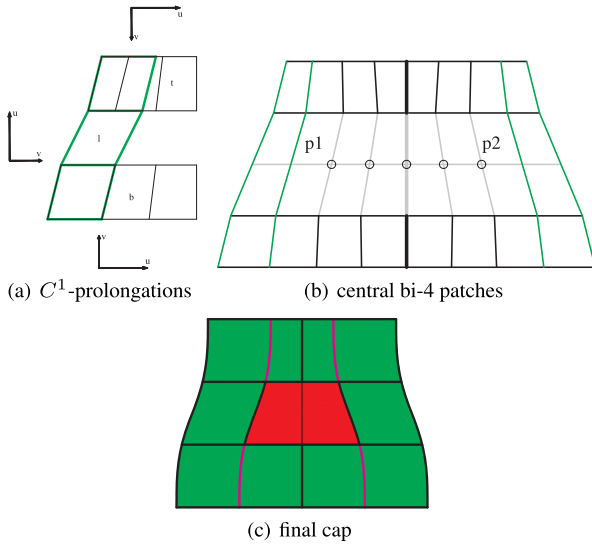 u
v
t
u
l
v
b
v
u
p1 p2
(a) C¹-prolongations
(b) central bi-4 patches
(c) final cap